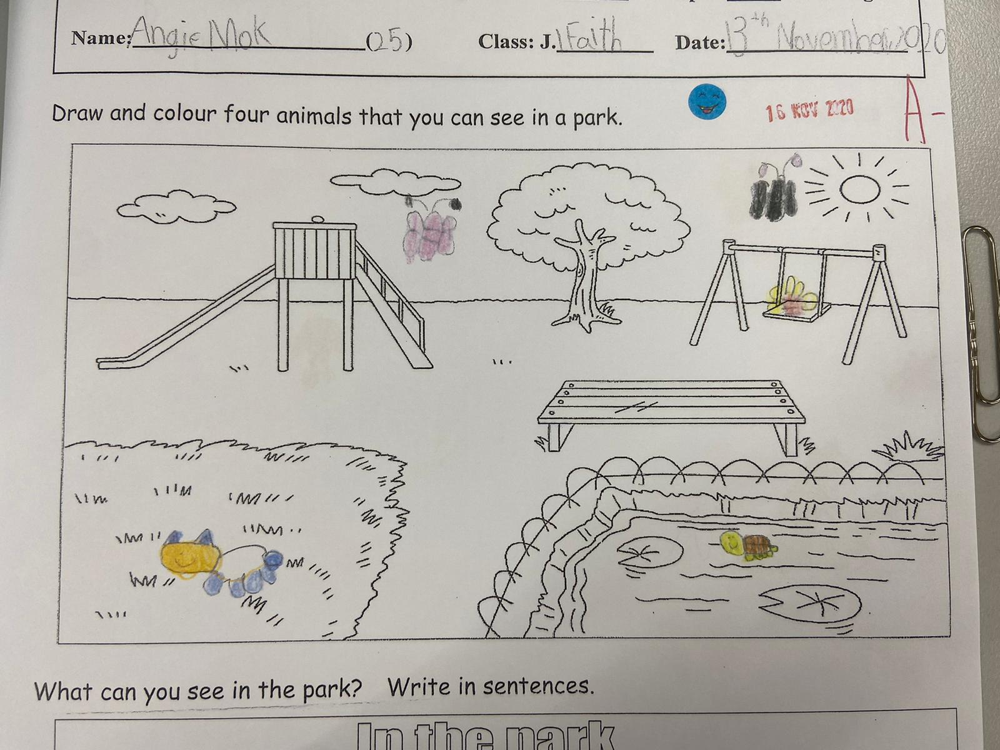 Name: Angie Mok (25) Class: J.1Faith Date: 13th November, 2020
Draw and colour four animals that you can see in a park.
16 NOV 2020 A-
What can you see in the park? Write in sentences.
In the park